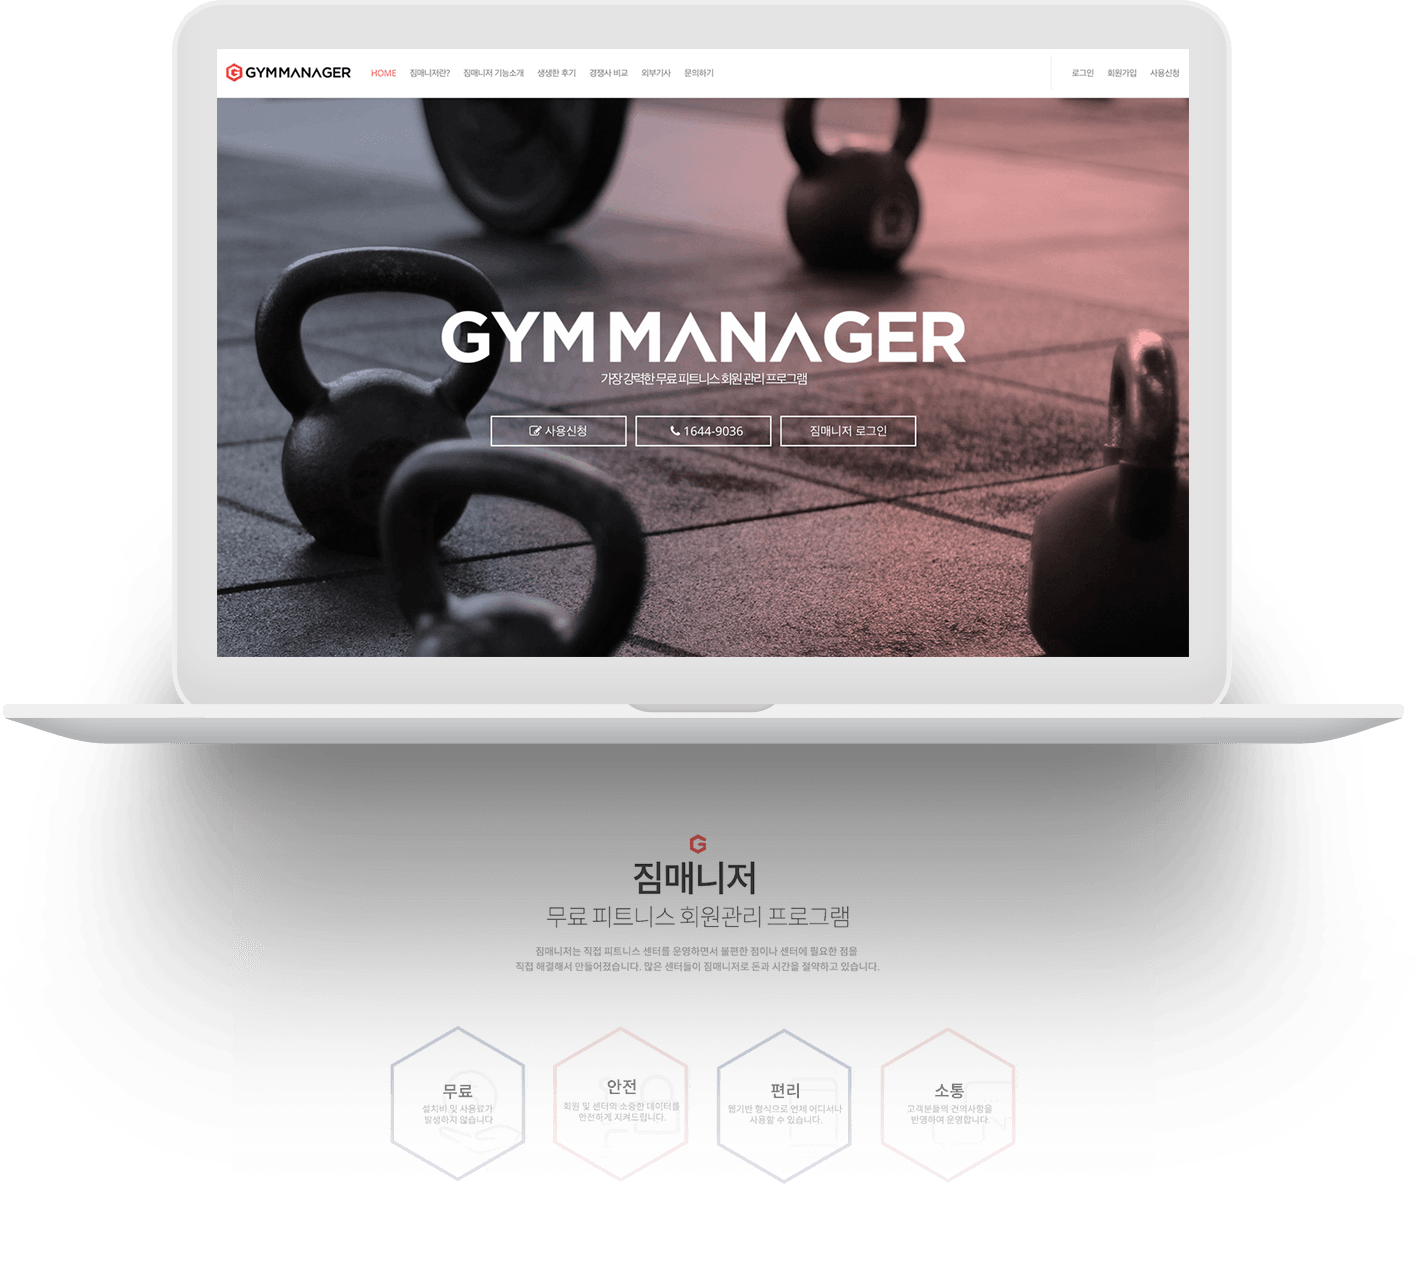 GYMMANAGER HOME 짐매니저란? 짐매니저 기능소개 생생한 후기 경쟁사 비교 외부기사 문의하기 로그인 회원가입 사용신청
GYM MANAGER
가장 강력한 무료 피트니스 회원 관리 프로그램
사용신청 1644-9036 짐매니저 로그인
짐매니저
무료 피트니스 회원관리 프로그램
짐매니저는 직접 피트니스 센터를 운영하면서 불편한 점이나 센터에 필요한 점을
직접 해결해서 만들어졌습니다. 많은 센터들이 짐매니저로 돈과 시간을 절약하고 있습니다.
무료
설치비 및 사용료가
발생하지 않습니다
안전
회원 및 센터의 소중한 데이터를
안전하게 지켜드립니다.
편리
웹기반 형식으로 언제 어디서나
사용할 수 있습니다.
소통
고객분들의 건의사항을
반영하여 운영합니다.